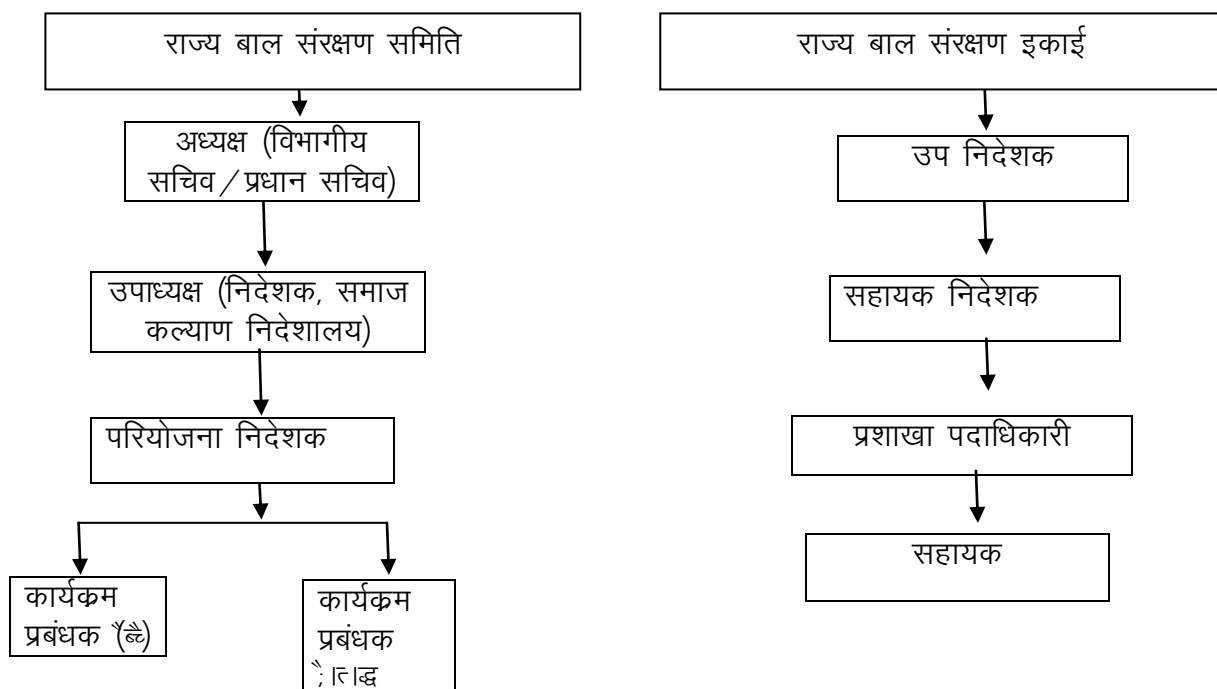 राज्य बाल संरक्षण समिति
अध्यक्ष (विभागीय
सचिव / प्रधान सचिव)
उपाध्यक्ष (निदेशक, समाज
कल्याण निदेशालय)
परियोजना निदेशक
कार्यक्रम
प्रबंधक
कार्यक्रम
प्रबंधक
राज्य बाल संरक्षण इकाई
उप निदेशक
सहायक निदेशक
प्रशाखा पदाधिकारी
सहायक